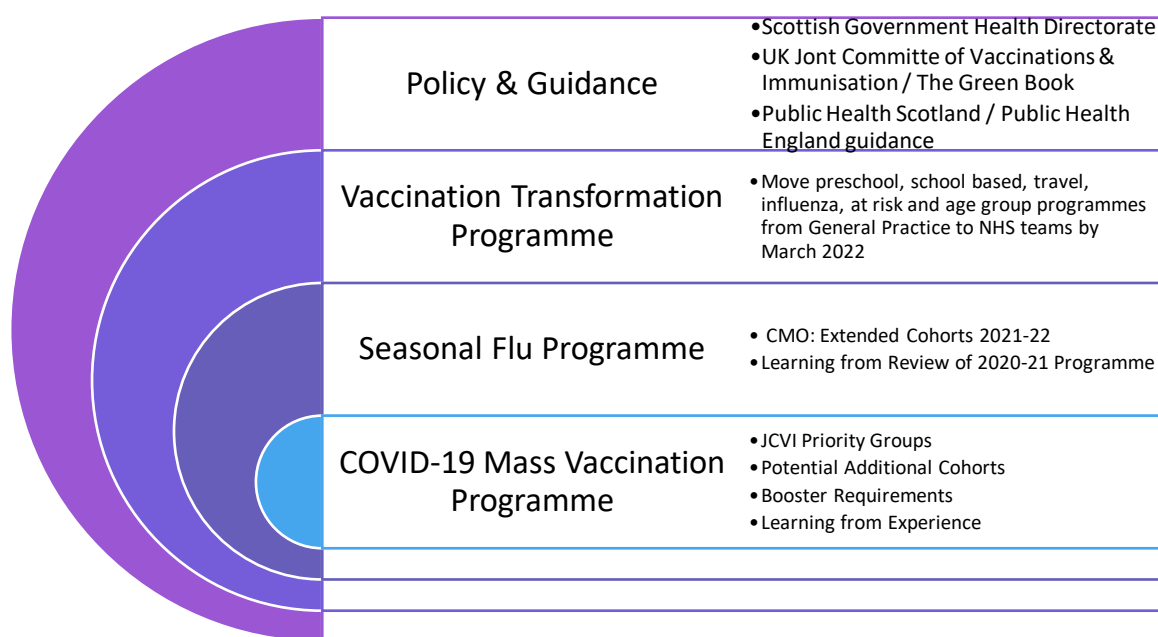 Policy & Guidance
•Scottish Government Health Directorate
•UK Jont Committe of Vaccinations &
Immunisation / The Green Book
•Public Health Scotland / Public Health
England guidance
Vaccination Transformation
Programme
•Move preschool, school based, travel,
influenza, at risk and age group programmes
from General Practice to NHS teams by
March 2022
Seasonal Flu Programme
• CMO: Extended Cohorts 2021-22
•Learning from Review of 2020-21 Programme
COVID-19 Mass Vaccination
Programme
•JCVI Priority Groups
•Potential Additional Cohorts
•Booster Requirements
•Learning from Experience